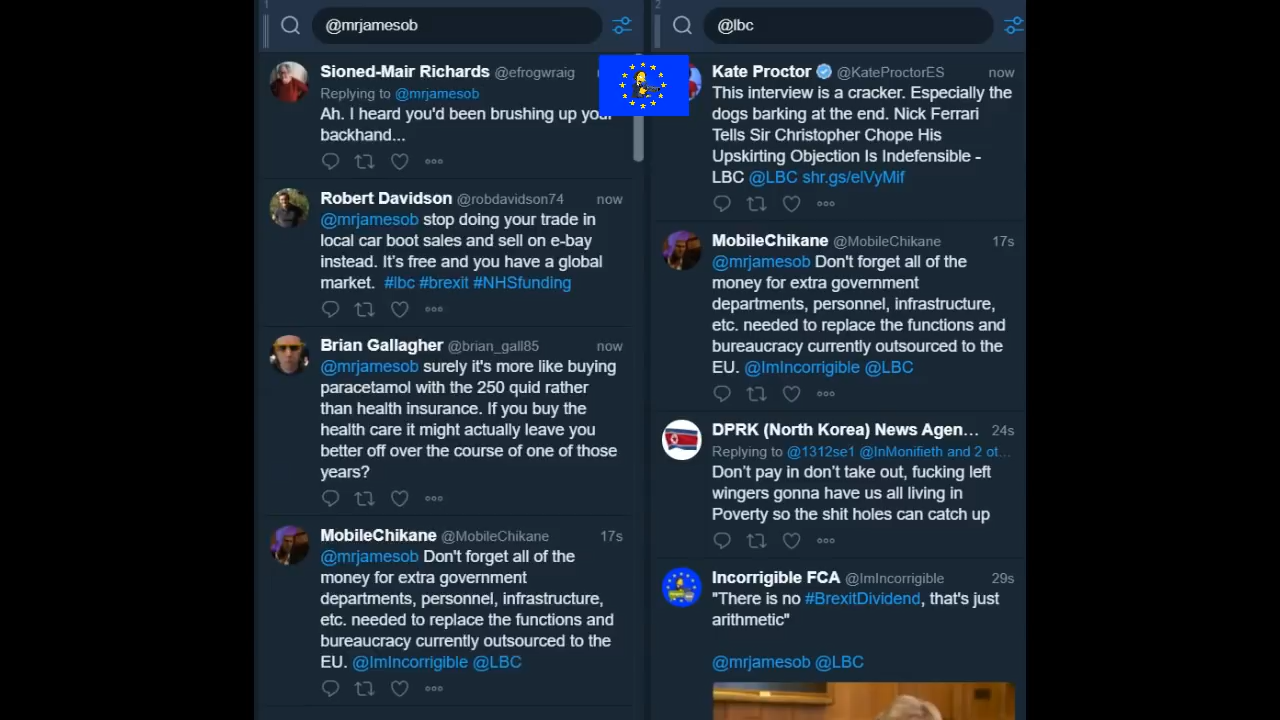 1
@mrjamesob
Sioned-Mair Richards @efrogwraig
Replying to @mrjamesob
Ah. I heard you'd been brushing up your
backhand...
Robert Davidson @robdavidson74 now
@mrjamesob stop doing your trade in
local car boot sales and sell on e-bay
instead. It's free and you have a global
market. #lbc #brexit #NHSfunding
Brian Gallagher @brian_gall85 now
@mrjamesob surely it's more like buying
paracetamol with the 250 quid rather
than health insurance. If you buy the
health care it might actually leave you
better off over the course of one of those
years?
MobileChikane @MobileChikane 17s
@mrjamesob Don't forget all of the
money for extra government
departments, personnel, infrastructure,
etc. needed to replace the functions and
bureaucracy currently outsourced to the
EU. @ImIncorrigible @LBC
2
@lbc
Kate Proctor @KateProctorES now
This interview is a cracker. Especially the
dogs barking at the end. Nick Ferrari
Tells Sir Christopher Chope His
Upskirting Objection Is Indefensible -
LBC @LBC shr.gs/elVyMif
MobileChikane @MobileChikane 17s
@mrjamesob Don't forget all of the
money for extra government
departments, personnel, infrastructure,
etc. needed to replace the functions and
bureaucracy currently outsourced to the
EU. @ImIncorrigible @LBC
DPRK (North Korea) News Agen... 24s
Replying to @1312se1 @InMonifieth and 2 ot...
Don't pay in don't take out, fucking left
wingers gonna have us all living in
Poverty so the shit holes can catch up
Incorrigible FCA @ImIncorrigible 29s
"There is no #BrexitDividend, that's just
arithmetic"
@mrjamesob @LBC